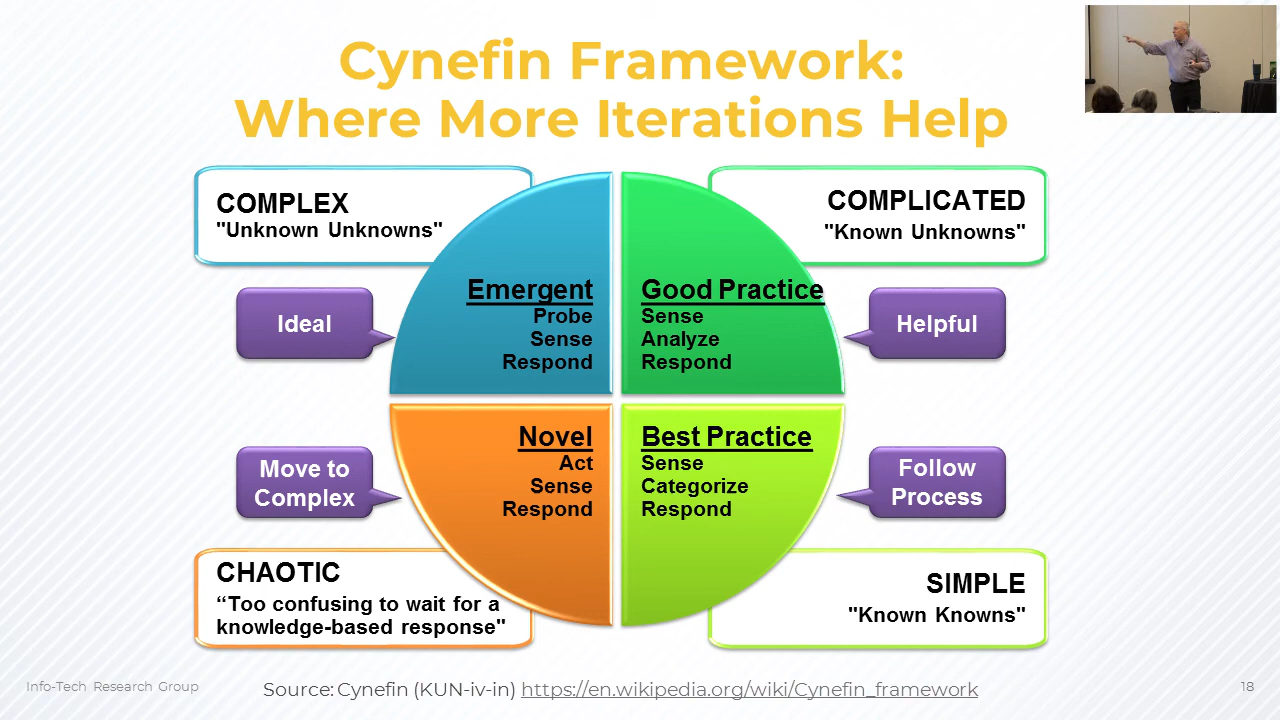 Cynefin Framework:
Where More Iterations Help
COMPLEX
"Unknown Unknowns"
COMPLICATED
"Known Unknowns"
Ideal
Emergent
Probe
Sense
Respond
Good Practice
Sense
Analyze
Respond
Helpful
Move to
Complex
Novel
Act
Sense
Respond
Best Practice
Sense
Categorize
Respond
Follow
Process
CHAOTIC
“Too confusing to wait for a
knowledge-based response"
SIMPLE
"Known Knowns"
Info-Tech Research Group
Source: Cynefin (KUN-iv-in) https://en.wikipedia.org/wiki/Cynefin_framework
18